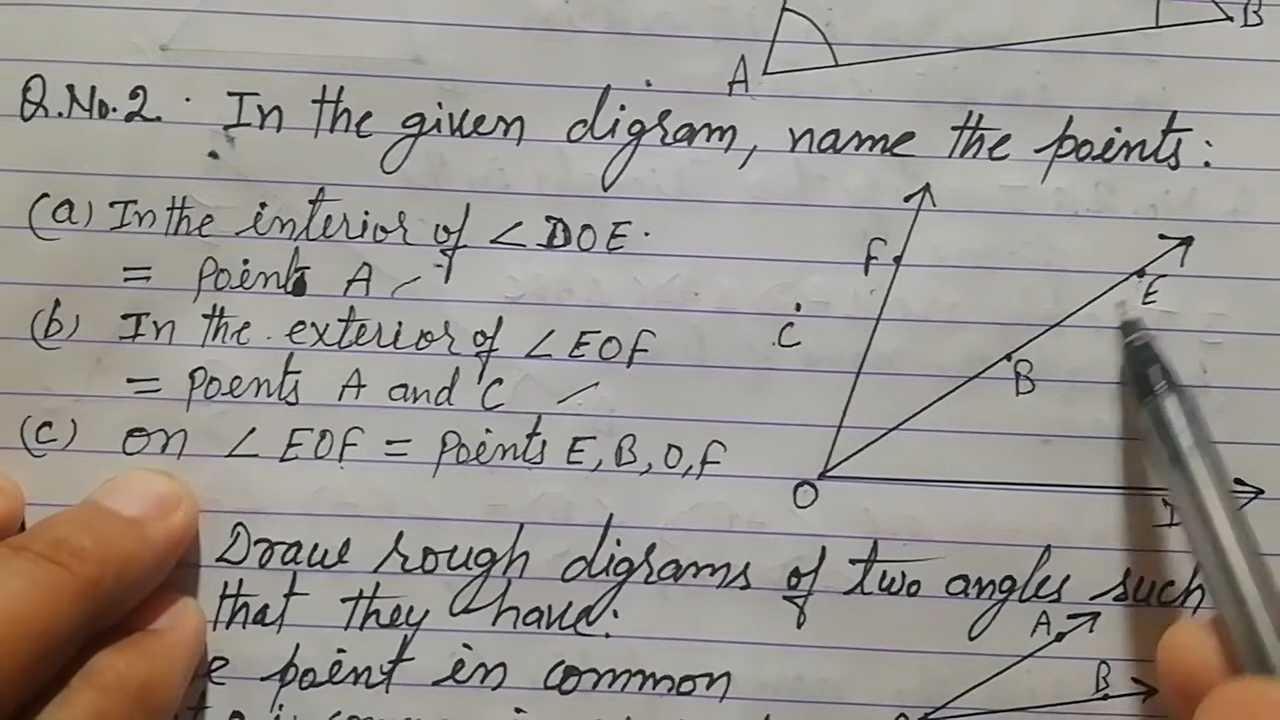 A
B
Q.No.2. In the given digram, name the points:
(a) In the interior of ∠DOE.
= points A
(b) In the exterior of ∠EOF
= Poents A and C
(c) on ∠EOF = Points E, B, O, F
F
E
C
B
O
Draw rough digrams of two angles such
that they have:
point in common
A
B